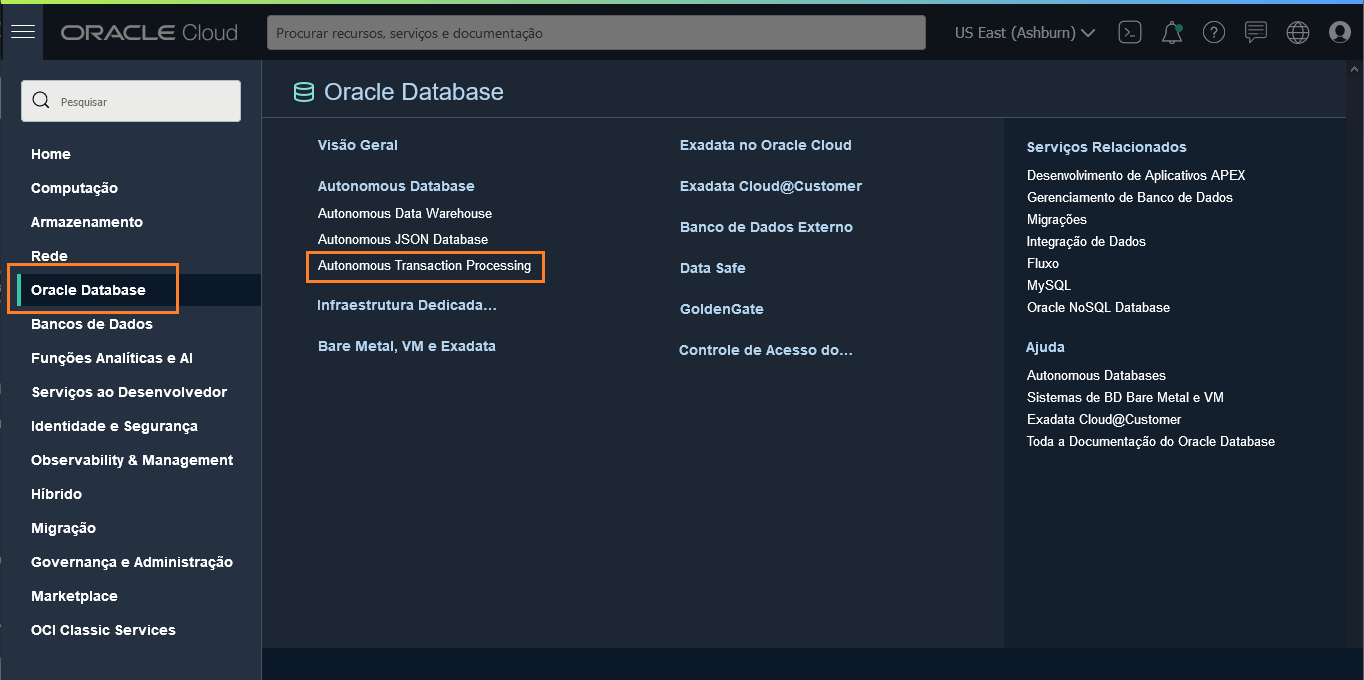 ORACLE Cloud
Procurar recursos, serviços e documentação
US East (Ashburn)
Pesquisar
Home
Computação
Armazenamento
Rede
Oracle Database
Bancos de Dados
Funções Analíticas e AI
Serviços ao Desenvolvedor
Identidade e Segurança
Observability & Management
Híbrido
Migração
Governança e Administração
Marketplace
OCI Classic Services
Oracle Database
Visão Geral
Autonomous Database
Autonomous Data Warehouse
Autonomous JSON Database
Autonomous Transaction Processing
Infraestrutura Dedicada...
Bare Metal, VM e Exadata
Exadata no Oracle Cloud
Exadata Cloud@Customer
Banco de Dados Externo
Data Safe
GoldenGate
Controle de Acesso do...
Serviços Relacionados
Desenvolvimento de Aplicativos APEX
Gerenciamento de Banco de Dados
Migrações
Integração de Dados
Fluxo
MySQL
Oracle NoSQL Database
Ajuda
Autonomous Databases
Sistemas de BD Bare Metal e VM
Exadata Cloud@Customer
Toda a Documentação do Oracle Database